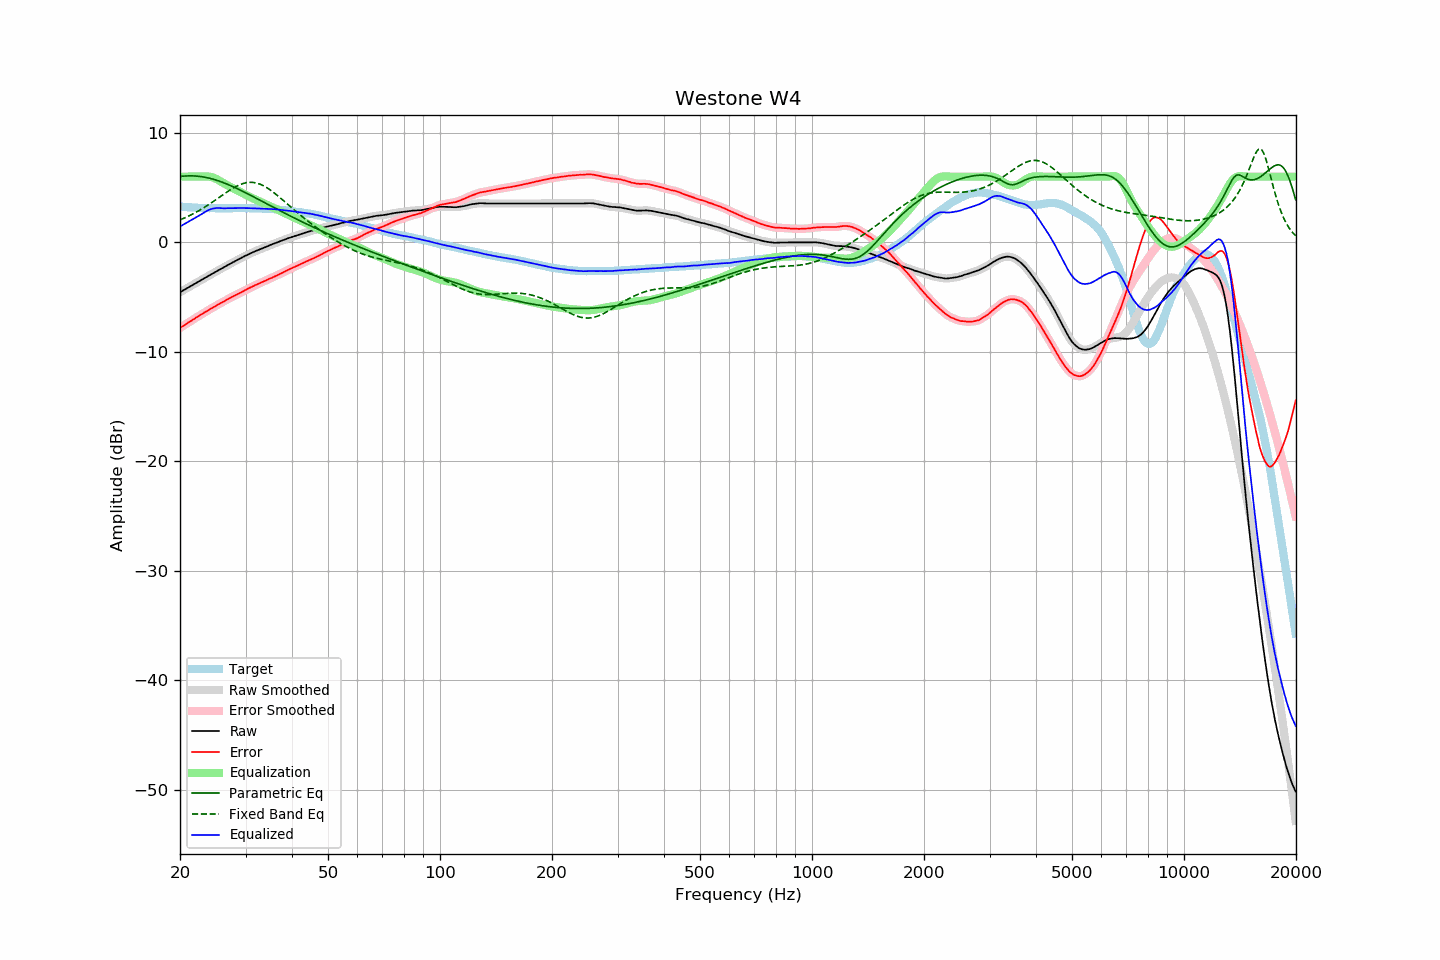 Westone W4
10
0
−10
−20
−30
−40
−50
Amplitude (dBr)
Target
Raw Smoothed
Error Smoothed
Raw
Error
Equalization
Parametric Eq
Fixed Band Eq
Equalized
20 50 100 200 500 1000 2000 5000 10000 20000
Frequency (Hz)